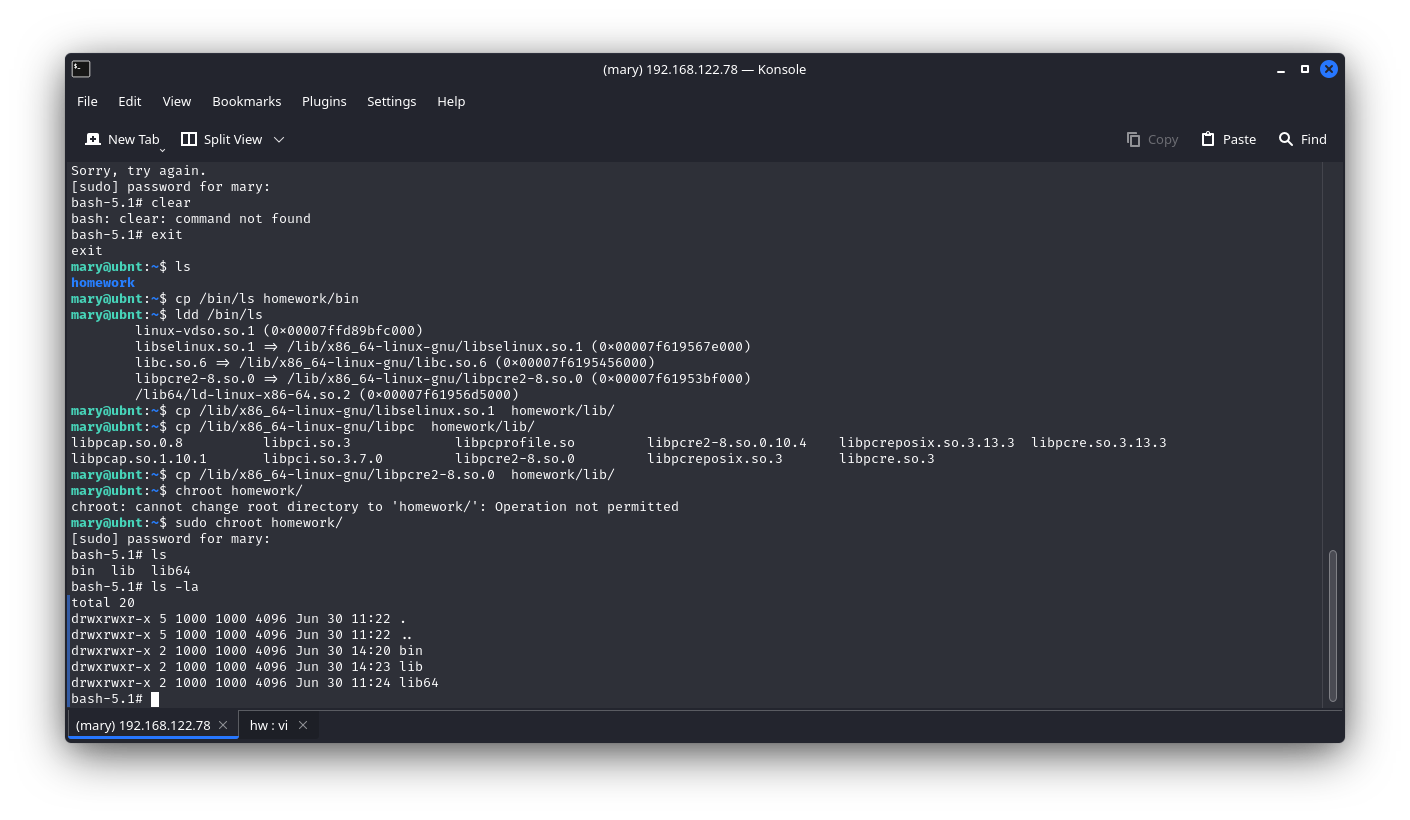 (mary) 192.168.122.78 — Konsole
File Edit View Bookmarks Plugins Settings Help
New Tab Split View Copy Paste Find
Sorry, try again.
[sudo] password for mary:
bash-5.1# clear
bash: clear: command not found
bash-5.1# exit
exit
mary@ubnt:~$ ls
homework
mary@ubnt:~$ cp /bin/ls homework/bin
mary@ubnt:~$ ldd /bin/ls
        linux-vdso.so.1 (0x00007ffd89bfc000)
        libselinux.so.1 => /lib/x86_64-linux-gnu/libselinux.so.1 (0x00007f619567e000)
        libc.so.6 => /lib/x86_64-linux-gnu/libc.so.6 (0x00007f6195456000)
        libpcre2-8.so.0 => /lib/x86_64-linux-gnu/libpcre2-8.so.0 (0x00007f61953bf000)
        /lib64/ld-linux-x86-64.so.2 (0x00007f61956d5000)
mary@ubnt:~$ cp /lib/x86_64-linux-gnu/libselinux.so.1  homework/lib/
mary@ubnt:~$ cp /lib/x86_64-linux-gnu/libpc  homework/lib/
libpcap.so.0.8          libpci.so.3             libpcprofile.so         libpcre2-8.so.0.10.4    libpcreposix.so.3.13.3  libpcre.so.3.13.3
libpcap.so.1.10.1       libpci.so.3.7.0         libpcre2-8.so.0         libpcreposix.so.3       libpcre.so.3
mary@ubnt:~$ cp /lib/x86_64-linux-gnu/libpcre2-8.so.0  homework/lib/
mary@ubnt:~$ chroot homework/
chroot: cannot change root directory to 'homework/': Operation not permitted
mary@ubnt:~$ sudo chroot homework/
[sudo] password for mary:
bash-5.1# ls
bin  lib  lib64
bash-5.1# ls -la
total 20
drwxrwxr-x 5 1000 1000 4096 Jun 30 11:22 .
drwxrwxr-x 5 1000 1000 4096 Jun 30 11:22 ..
drwxrwxr-x 2 1000 1000 4096 Jun 30 14:20 bin
drwxrwxr-x 2 1000 1000 4096 Jun 30 14:23 lib
drwxrwxr-x 2 1000 1000 4096 Jun 30 11:24 lib64
bash-5.1#
(mary) 192.168.122.78 hw : vi